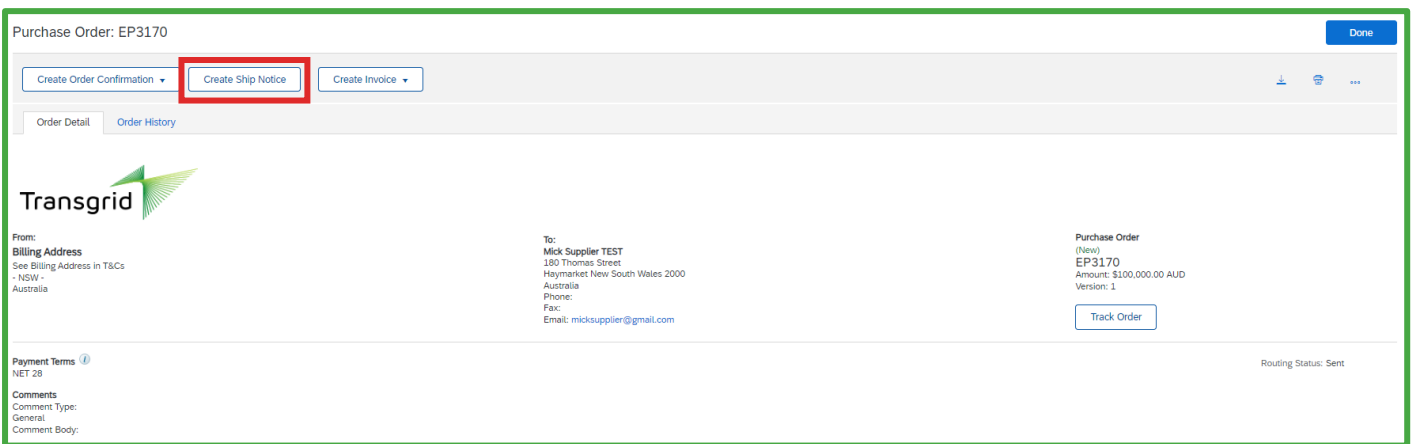 Purchase Order: EP3170
Done
Create Order Confirmation
Create Ship Notice
Create Invoice
Order Detail
Order History
Transgrid
From:
Billing Address
See Billing Address in T&Cs
- NSW -
Australia
To:
Mick Supplier TEST
180 Thomas Street
Haymarket New South Wales 2000
Australia
Phone:
Fax:
Email: micksupplier@gmail.com
Purchase Order
(New)
EP3170
Amount: $100,000.00 AUD
Version: 1
Track Order
Payment Terms
NET 28
Routing Status: Sent
Comments
Comment Type:
General
Comment Body: